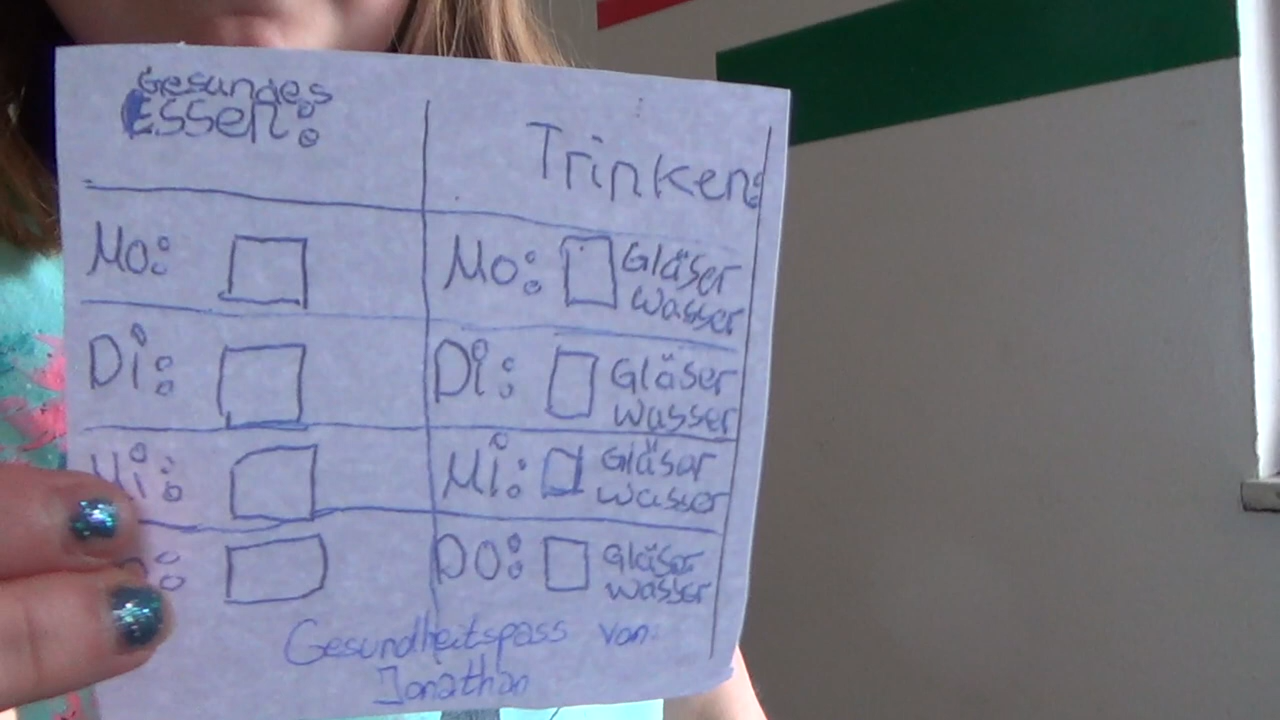 Gesundes
Essen:
Trinken:
Mo:
Mo: Gläser
wasser
Di:
Di: Gläser
wasser
Mi:
Mi: Gläser
wasser
Do: Gläser
wasser
Gesundheitspass von:
Jonathan